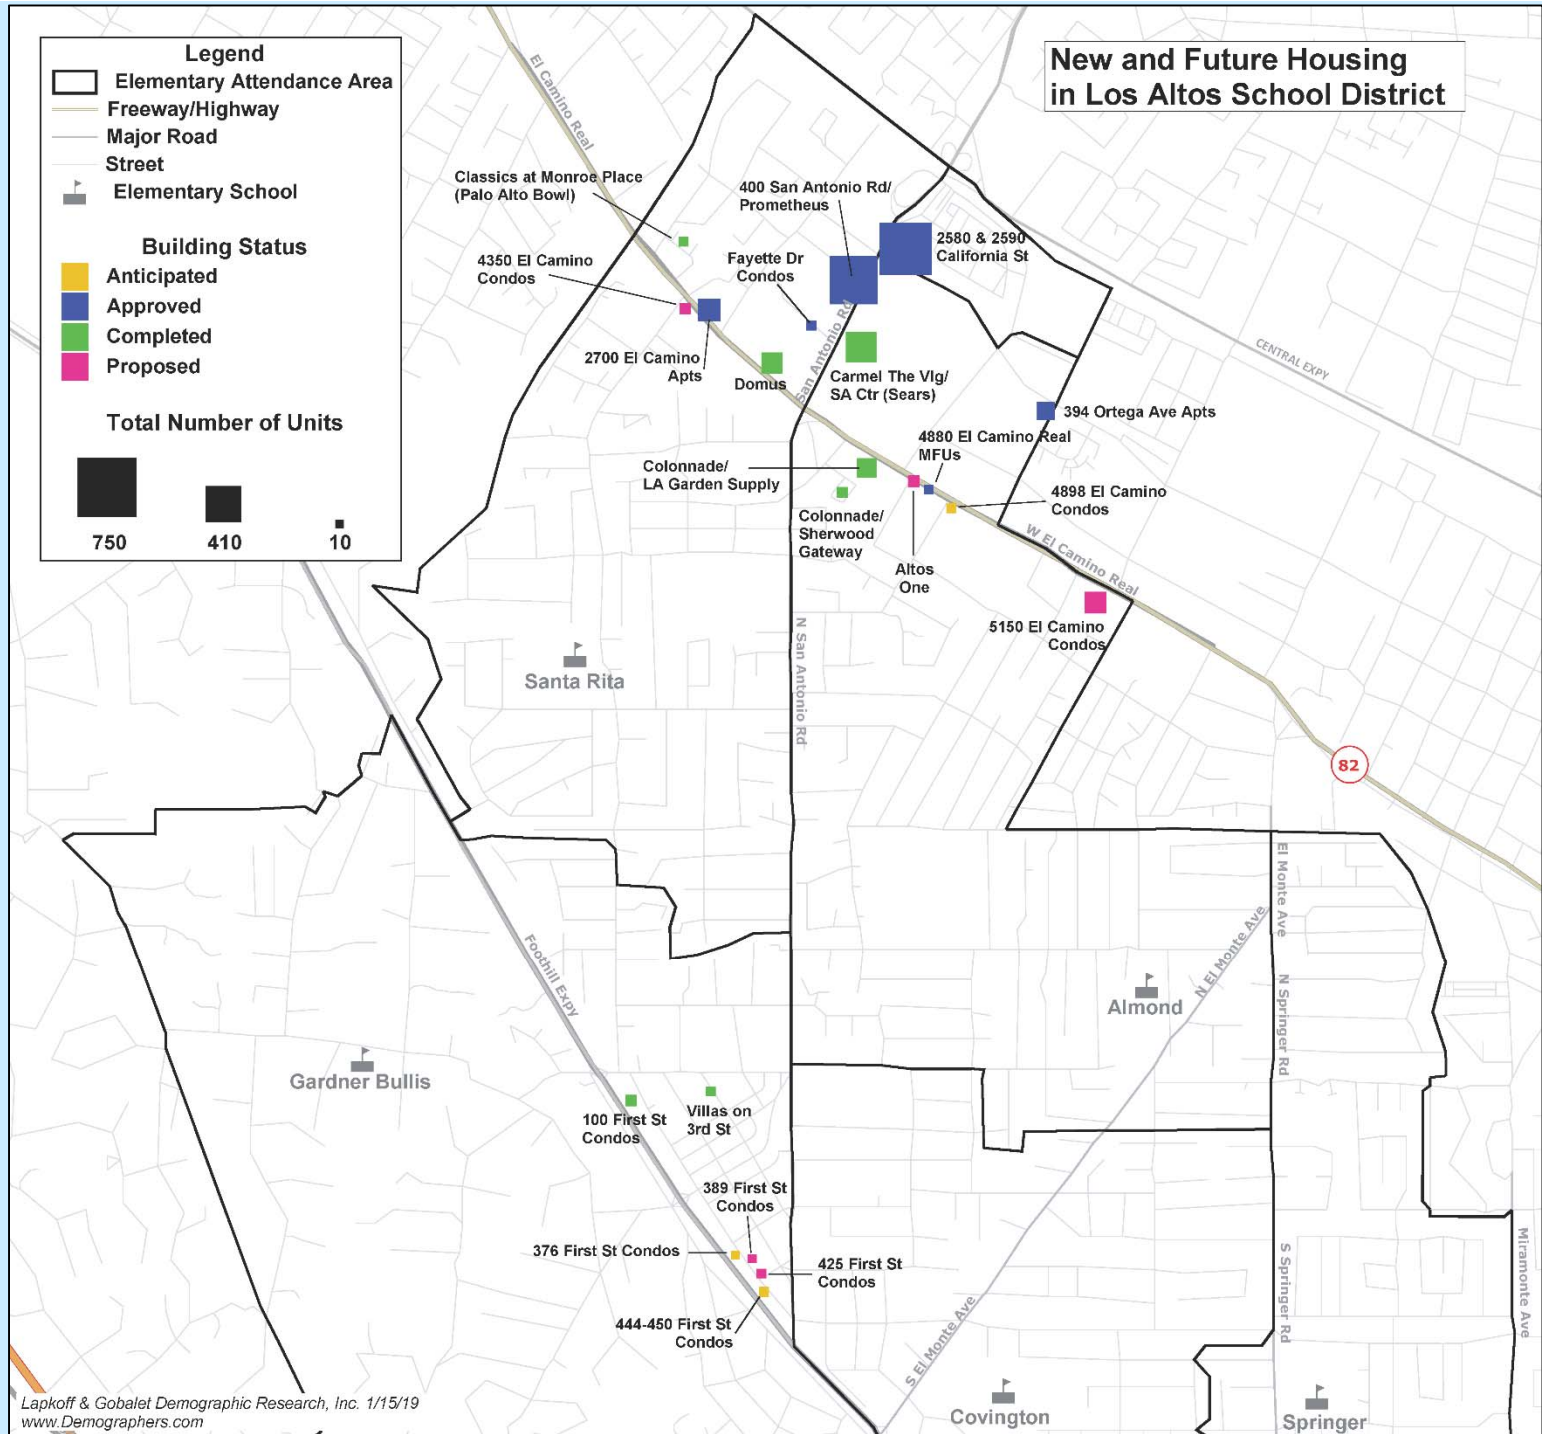 New and Future Housing
in Los Altos School District
Legend
Elementary Attendance Area
Freeway/Highway
Major Road
Street
Elementary School
Building Status
Anticipated
Approved
Completed
Proposed
Total Number of Units
750
410
10
El Camino Real
Classics at Monroe Place
(Palo Alto Bowl)
400 San Antonio Rd/
Prometheus
2580 & 2590
California St
4350 El Camino
Condos
Fayette Dr
Condos
2700 El Camino
Apts
Domus
San Antonio Rd
Carmel The Vlg/
SA Ctr (Sears)
CENTRAL EXPY
394 Ortega Ave Apts
4880 El Camino Real
MFUs
Colonnade/
LA Garden Supply
4898 El Camino
Condos
Colonnade/
Sherwood
Gateway
Altos
One
W El Camino Real
5150 El Camino
Condos
N San Antonio Rd
Santa Rita
82
El Monte Ave
N El Monte Ave
N Springer Rd
Almond
Foothill Expy
Gardner Bullis
100 First St
Condos
Villas on
3rd St
389 First St
Condos
376 First St Condos
425 First St
Condos
444-450 First St
Condos
S El Monte Ave
S Springer Rd
Miramonte Ave
Covington
Springer
Lapkoff & Gobalet Demographic Research, Inc. 1/15/19
www.Demographers.com